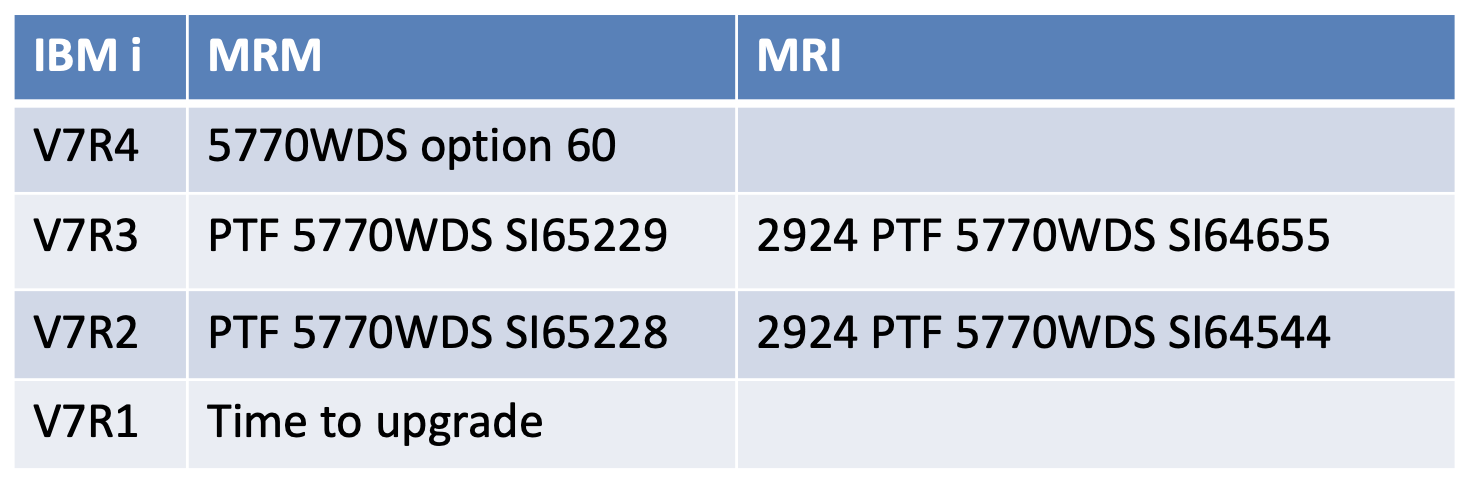 IBM i MRM MRI
V7R4 5770WDS option 60
V7R3 PTF 5770WDS SI65229 2924 PTF 5770WDS SI64655
V7R2 PTF 5770WDS SI65228 2924 PTF 5770WDS SI64544
V7R1 Time to upgrade